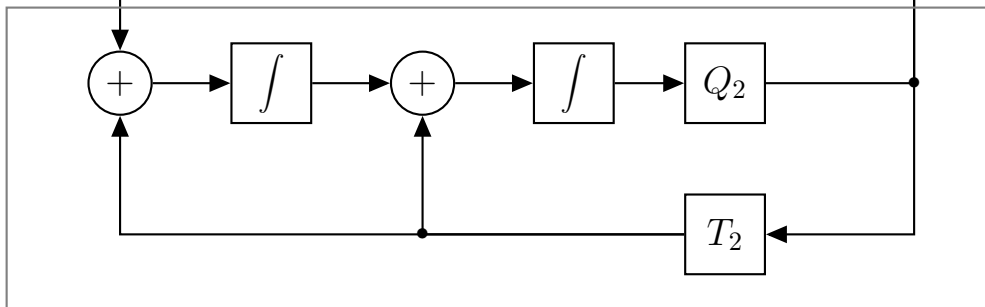 + ∫ + ∫ Q₂
T₂